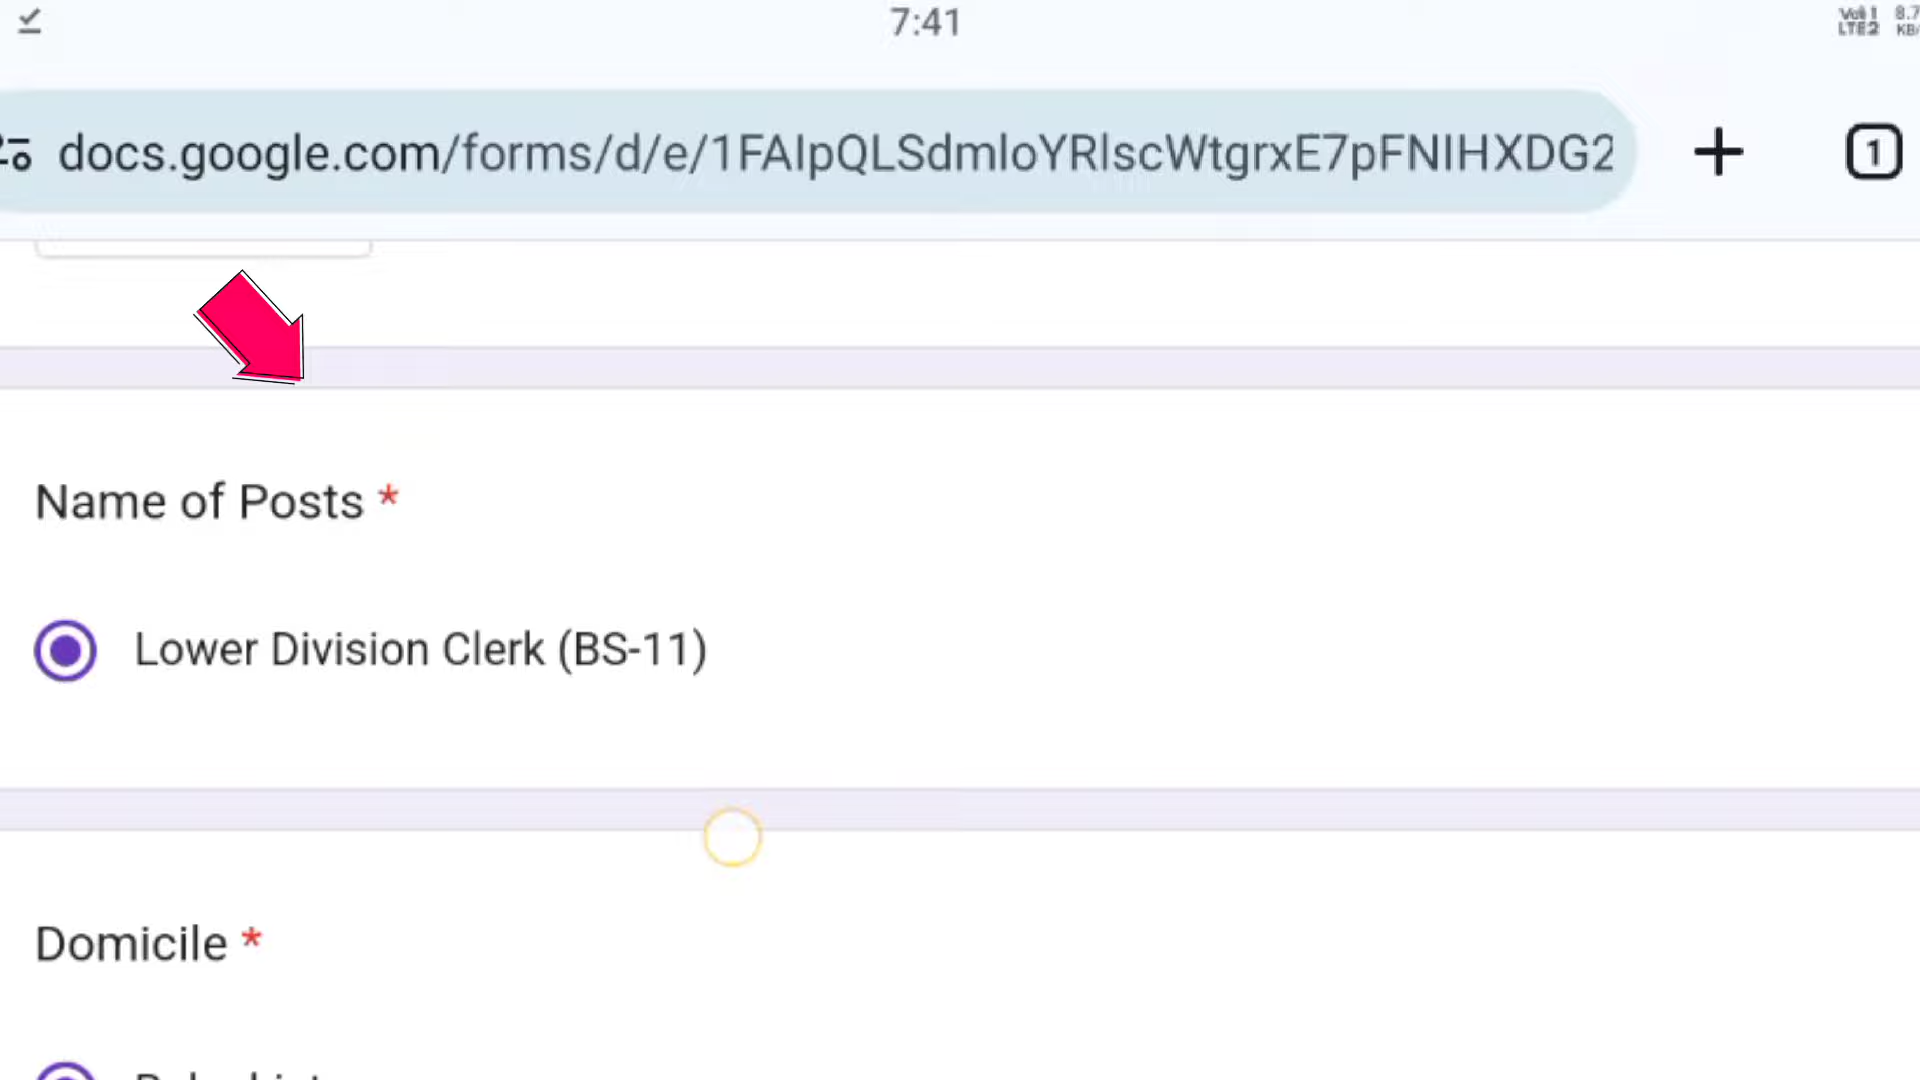 7:41
docs.google.com/forms/d/e/1FAIpQLSdmloYRlscWtgrxE7pFNIHXDG2
1
Name of Posts *
Lower Division Clerk (BS-11)
Domicile *